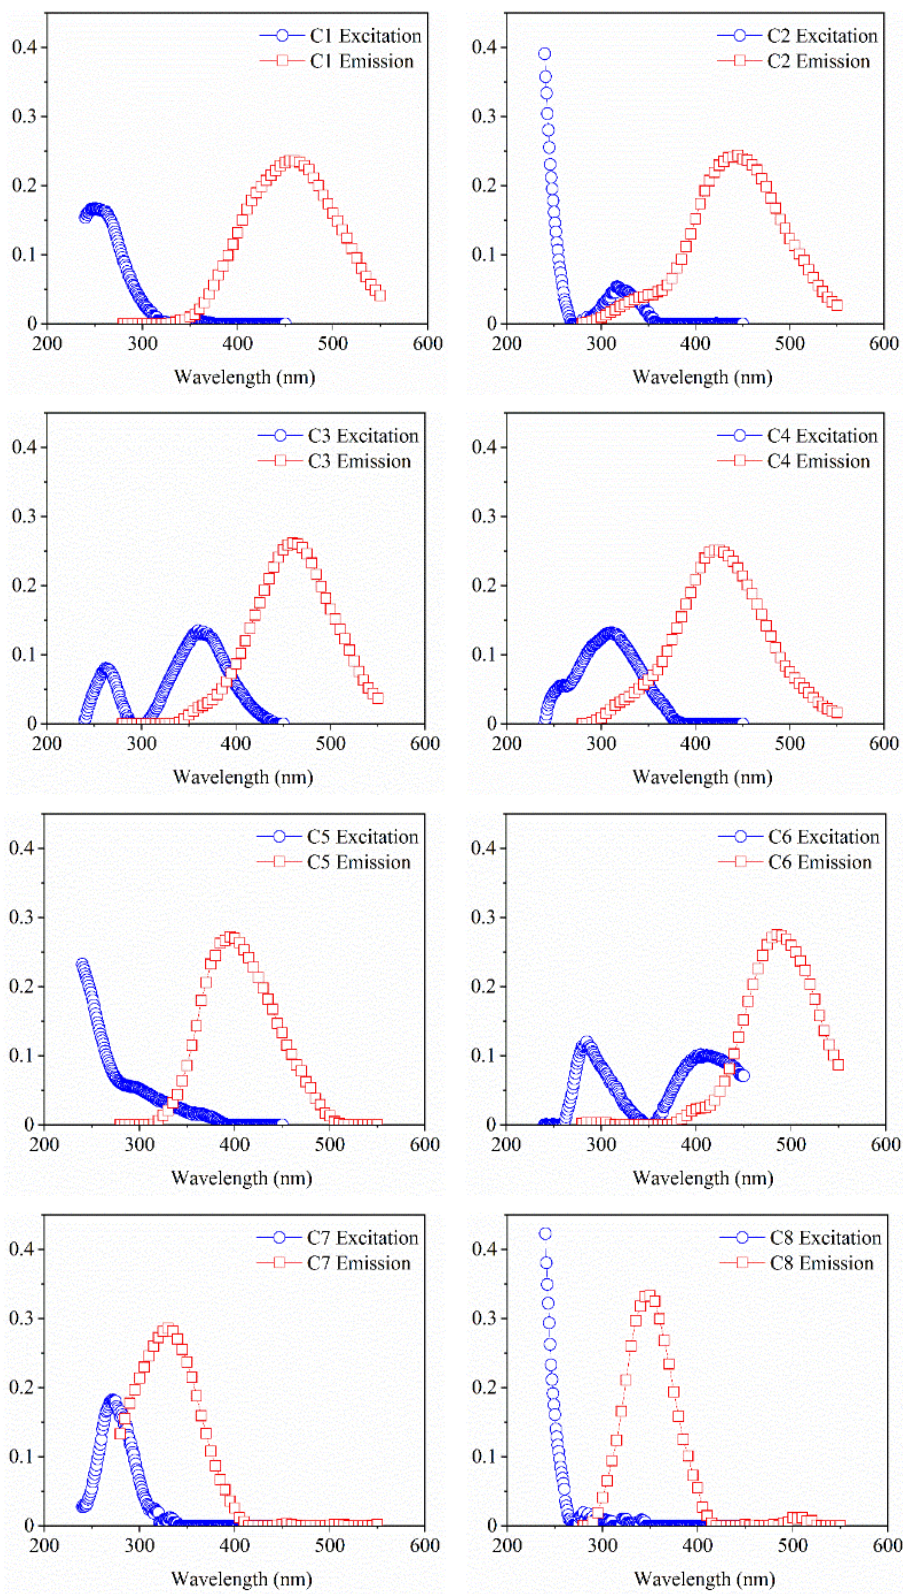 C1 Excitation
C1 Emission
0.4
0.3
0.2
0.1
0
200 300 400 500 600
Wavelength (nm)
C2 Excitation
C2 Emission
0.4
0.3
0.2
0.1
0
200 300 400 500 600
Wavelength (nm)
C3 Excitation
C3 Emission
0.4
0.3
0.2
0.1
0
200 300 400 500 600
Wavelength (nm)
C4 Excitation
C4 Emission
0.4
0.3
0.2
0.1
0
200 300 400 500 600
Wavelength (nm)
C5 Excitation
C5 Emission
0.4
0.3
0.2
0.1
0
200 300 400 500 600
Wavelength (nm)
C6 Excitation
C6 Emission
0.4
0.3
0.2
0.1
0
200 300 400 500 600
Wavelength (nm)
C7 Excitation
C7 Emission
0.4
0.3
0.2
0.1
0
200 300 400 500 600
Wavelength (nm)
C8 Excitation
C8 Emission
0.4
0.3
0.2
0.1
0
200 300 400 500 600
Wavelength (nm)